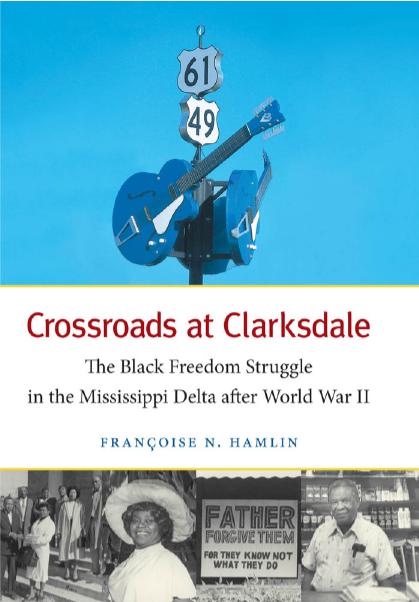 61
49
Crossroads at Clarksdale
The Black Freedom Struggle
in the Mississippi Delta after World War II
FRANÇOISE N. HAMLIN
FATHER
FORGIVE THEM
FOR THEY KNOW NOT
WHAT THEY DO